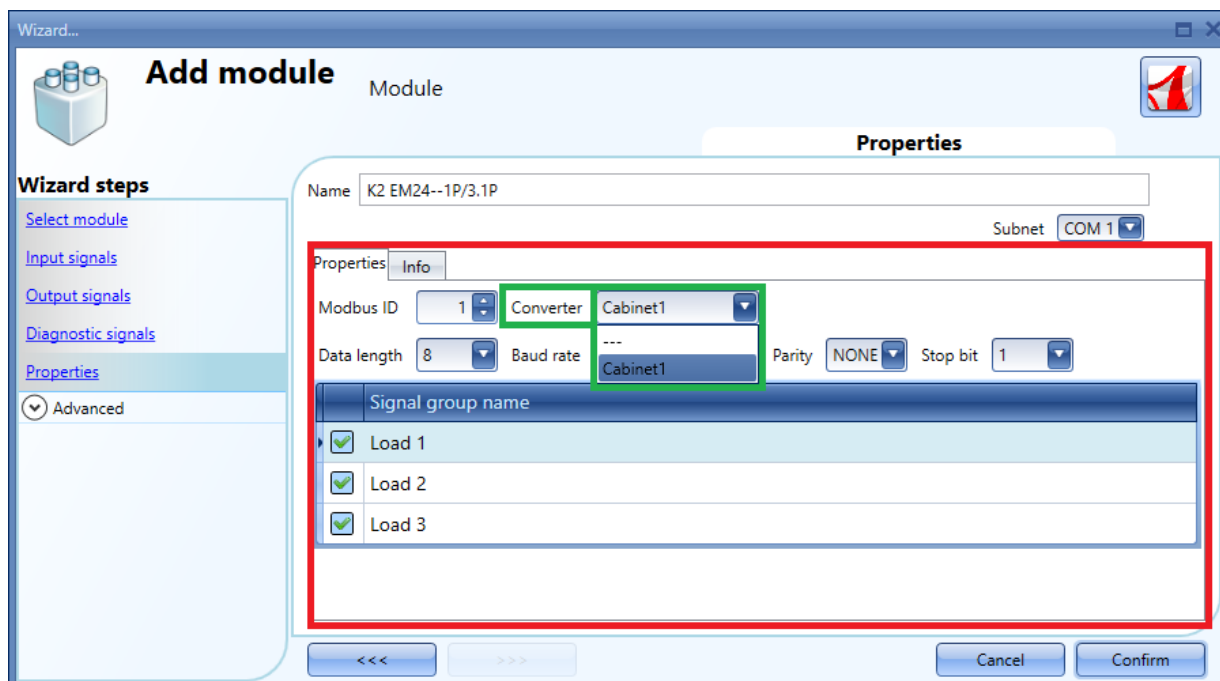 Wizard...
Add module
Module
Properties
Wizard steps
Select module
Input signals
Output signals
Diagnostic signals
Properties
Advanced
Name K2 EM24--1P/3.1P
Subnet COM 1
Properties Info
Modbus ID 1 Converter Cabinet1
---
Data length 8 Baud rate Parity NONE Stop bit 1
Cabinet1
Signal group name
Load 1
Load 2
Load 3
<<< >>> Cancel Confirm